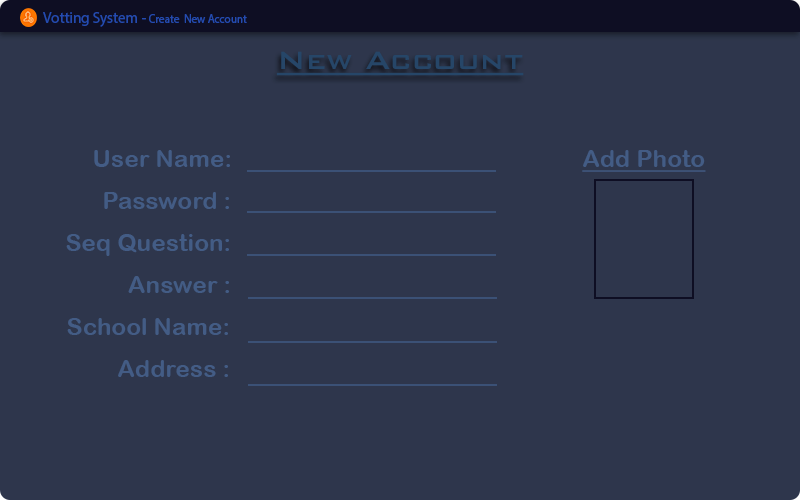 Votting System - Create New Account
New Account
User Name:
Add Photo
Password :
Seq Question:
Answer :
School Name:
Address :